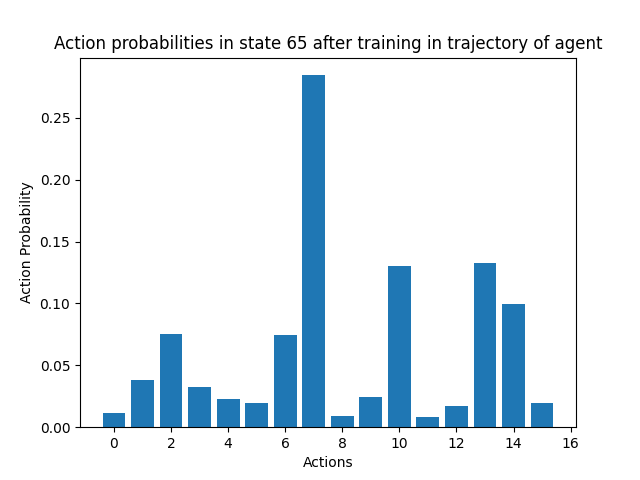 Action probabilities in state 65 after training in trajectory of agent
0.25
0.20
0.15
0.10
0.05
0.00
Action Probability
0 2 4 6 8 10 12 14 16
Actions